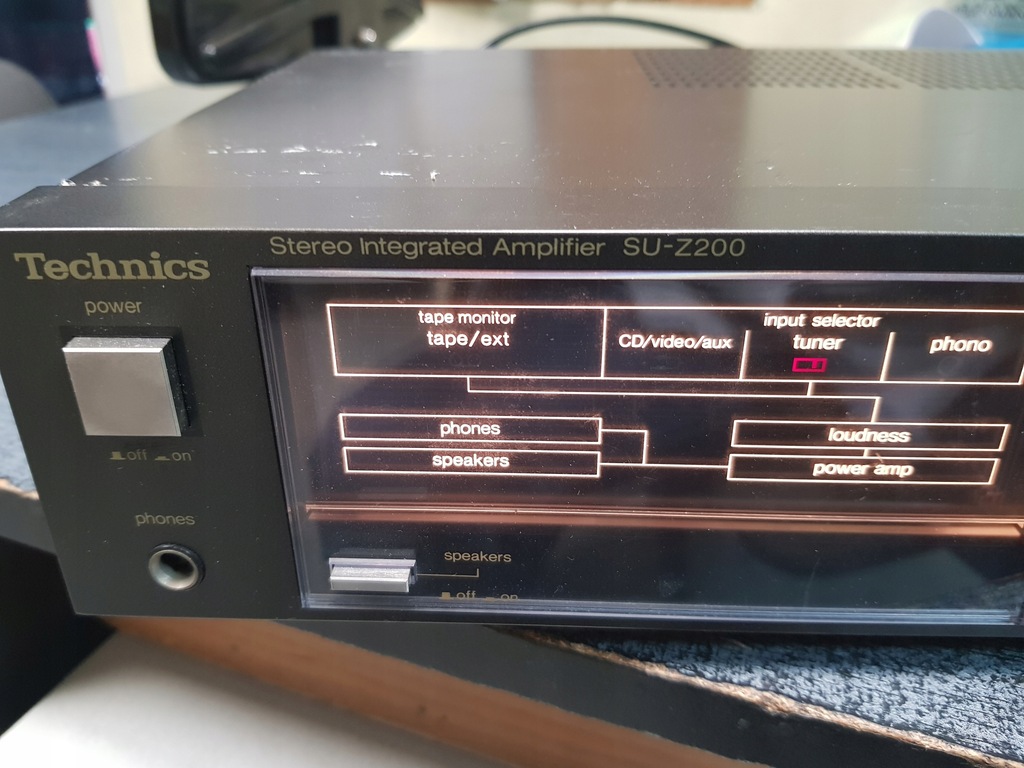 Technics
Stereo Integrated Amplifier SU-Z200
power
off on
phones
tape monitor
tape/ext
input selector
CD/video/aux
tuner
phono
phones
speakers
loudness
power amp
speakers
off on